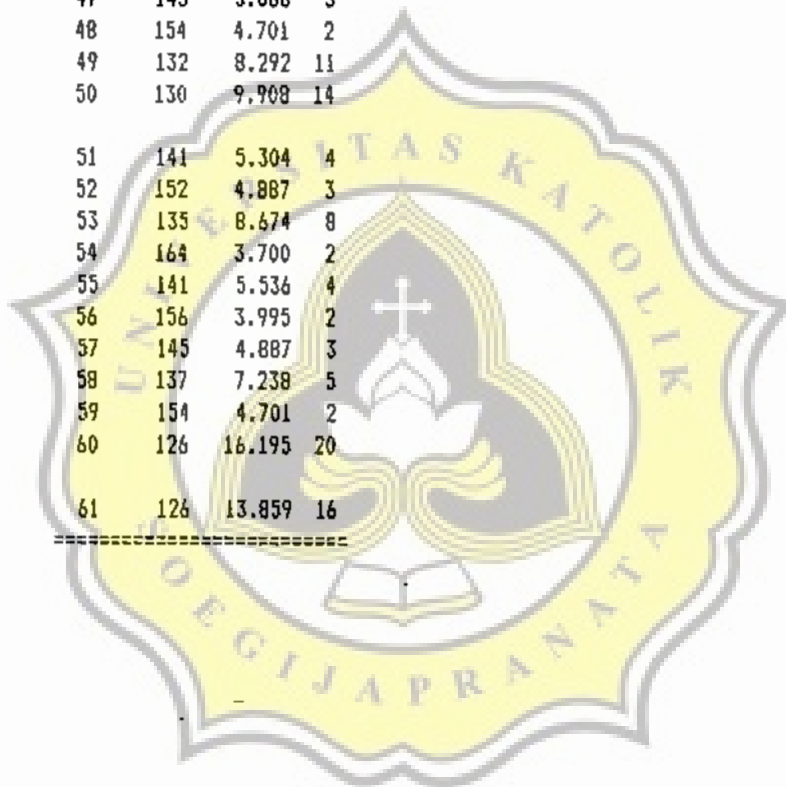 48 154 4.701 2
49 132 8.292 11
50 130 9.908 14
51 141 5.304 4
52 152 4.887 3
53 135 8.674 8
54 164 3.700 2
55 141 5.536 4
56 156 3.995 2
57 145 4.887 3
58 137 7.238 5
59 154 4.701 2
60 126 16.195 20
61 126 13.859 16
==========================
UNIVERSITAS KATOLIK
SOEGIJAPRANATA